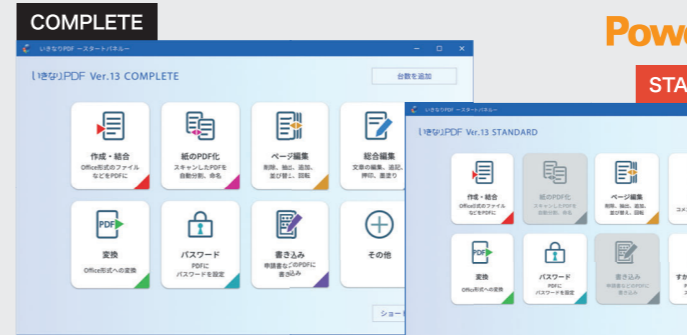 COMPLETE
Powe
STA
いきなりPDF ースタートパネルー
いきなりPDF Ver.13 COMPLETE
台数を追加
作成・結合
Office形式のファイル
などをPDFに
紙のPDF化
スキャンしたPDFを
自動分割、命名
ページ編集
削除、抽出、追加、
並び替え、回転
総合編集
文章の編集、追記、
押印、墨塗り
PDF
変換
Office形式への変換
パスワード
PDFに
パスワードを設定
書き込み
申請書などのPDFに
書き込み
その他
ショー
いきなりPDF ースタートパネルー
いきなりPDF Ver.13 STANDARD
作成・結合
Office形式のファイル
などをPDFに
紙のPDF化
スキャンしたPDFを
自動分割、命名
ページ編集
削除、抽出、追加、
並び替え、回転
コメン
PDF
変換
Office形式への変換
パスワード
PDFに
パスワードを設定
書き込み
申請書などのPDFに
書き込み
すか